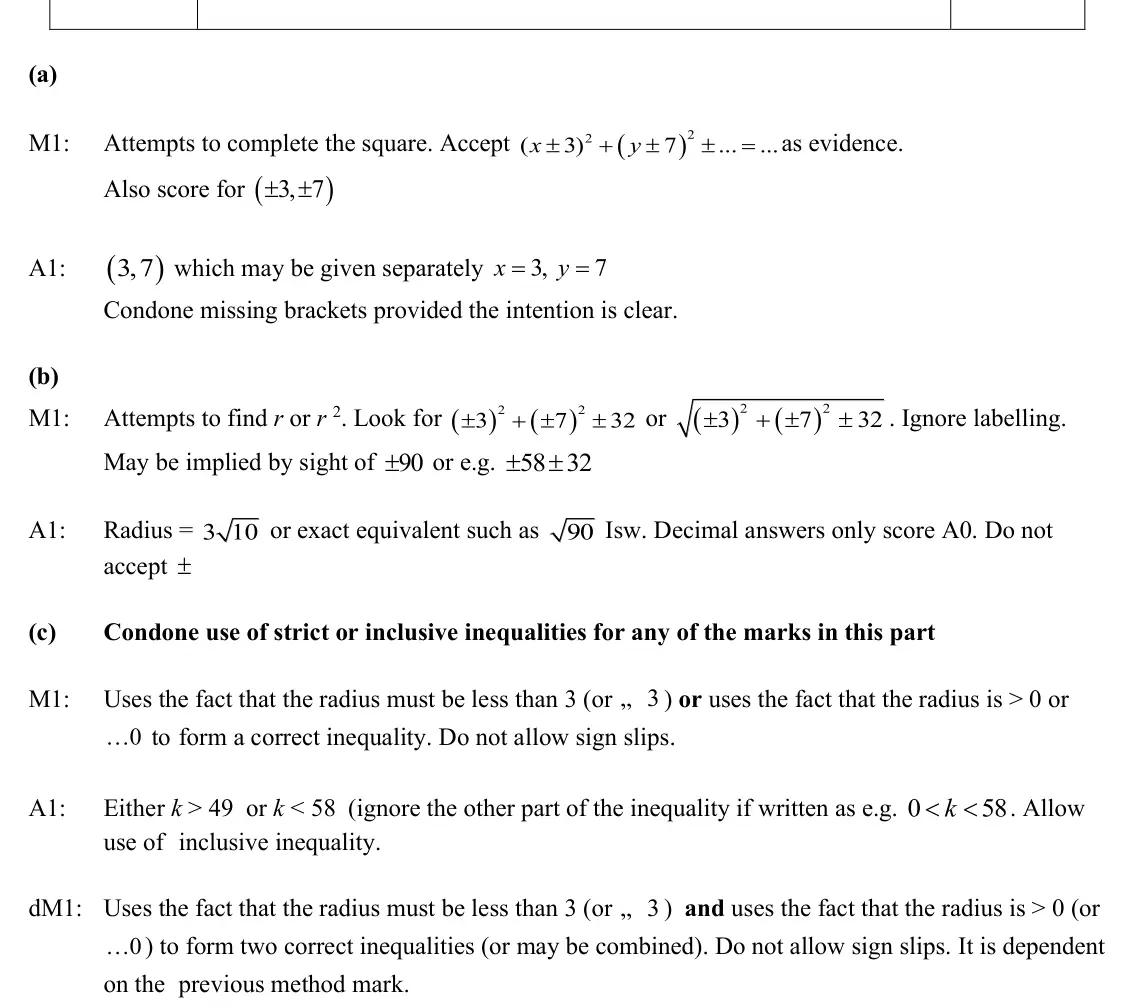 (a)
M1: Attempts to complete the square. Accept (x ± 3)² + (y ± 7)² ± ... = ... as evidence.
Also score for (±3, ±7)
A1: (3, 7) which may be given separately x = 3, y = 7
Condone missing brackets provided the intention is clear.
(b)
M1: Attempts to find r or r ². Look for (±3)² + (±7)² ± 32 or √((±3)² + (±7)² ± 32) . Ignore labelling.
May be implied by sight of ±90 or e.g. ±58 ± 32
A1: Radius = 3√10 or exact equivalent such as √90 Isw. Decimal answers only score A0. Do not
accept ±
(c) Condone use of strict or inclusive inequalities for any of the marks in this part
M1: Uses the fact that the radius must be less than 3 (or ,, 3 ) or uses the fact that the radius is > 0 or
…0 to form a correct inequality. Do not allow sign slips.
A1: Either k > 49 or k < 58 (ignore the other part of the inequality if written as e.g. 0 < k < 58. Allow
use of inclusive inequality.
dM1: Uses the fact that the radius must be less than 3 (or ,, 3 ) and uses the fact that the radius is > 0 (or
…0) to form two correct inequalities (or may be combined). Do not allow sign slips. It is dependent
on the previous method mark.